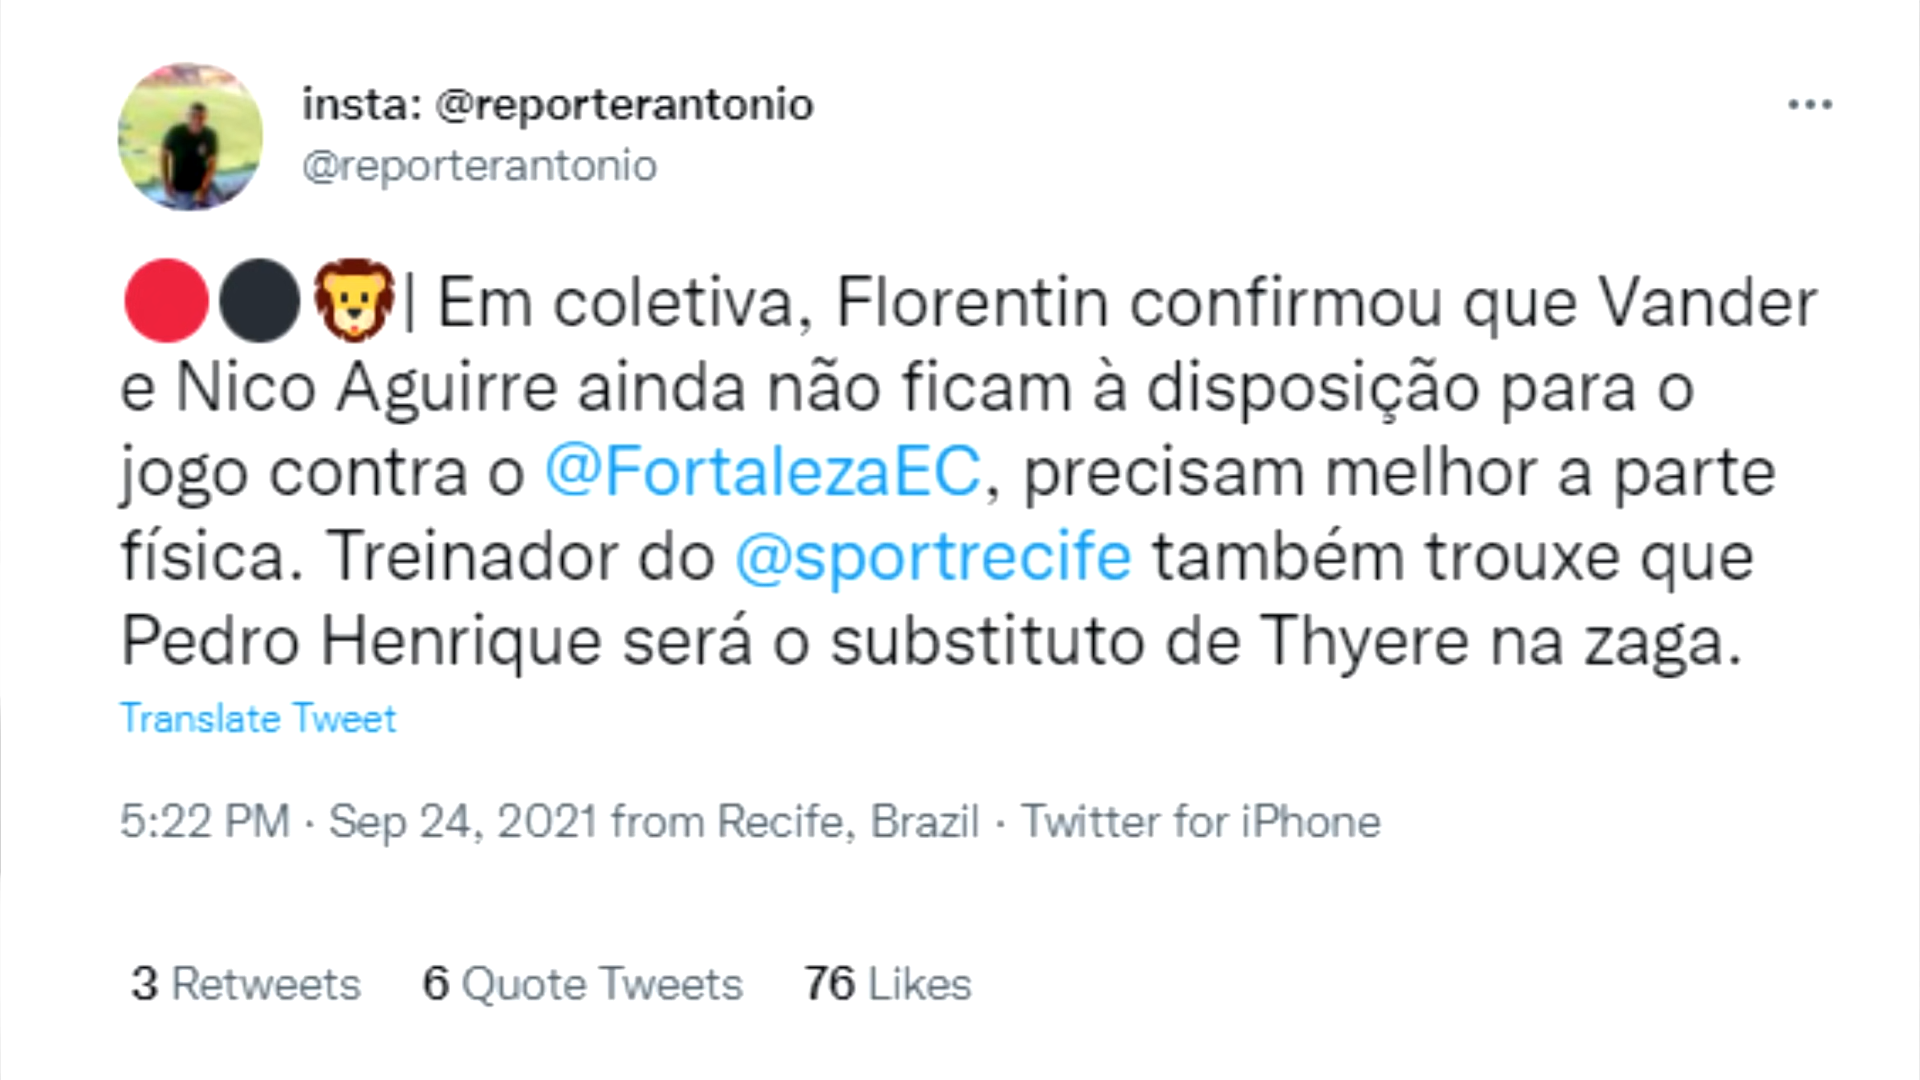 insta: @reporterantonio
@reporterantonio
🔴⚫🦁| Em coletiva, Florentin confirmou que Vander
e Nico Aguirre ainda não ficam à disposição para o
jogo contra o @FortalezaEC, precisam melhor a parte
física. Treinador do @sportrecife também trouxe que
Pedro Henrique será o substituto de Thyere na zaga.
Translate Tweet
5:22 PM · Sep 24, 2021 from Recife, Brazil · Twitter for iPhone
3 Retweets 6 Quote Tweets 76 Likes